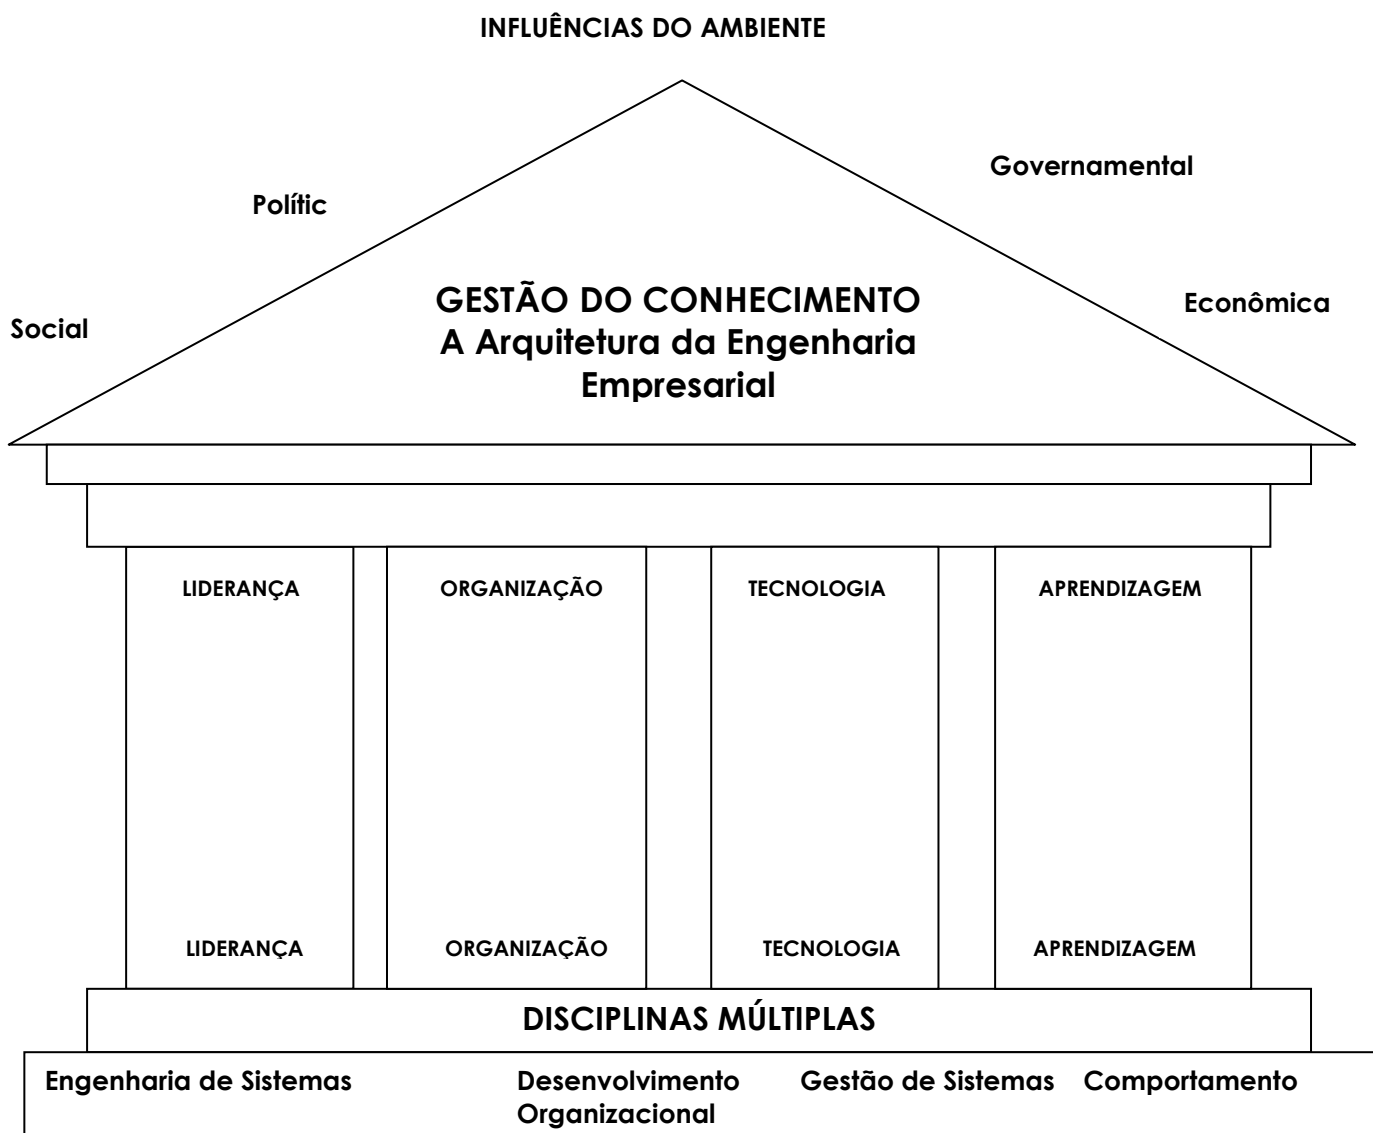 INFLUÊNCIAS DO AMBIENTE
Governamental
Polític
Social
Econômica
GESTÃO DO CONHECIMENTO
A Arquitetura da Engenharia
Empresarial
LIDERANÇA
ORGANIZAÇÃO
TECNOLOGIA
APRENDIZAGEM
LIDERANÇA
ORGANIZAÇÃO
TECNOLOGIA
APRENDIZAGEM
DISCIPLINAS MÚLTIPLAS
Engenharia de Sistemas
Desenvolvimento
Organizacional
Gestão de Sistemas
Comportamento